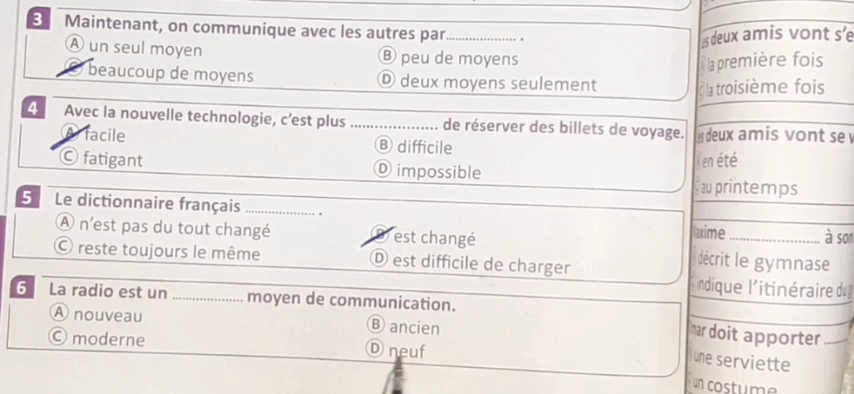 3 Maintenant, on communique avec les autres par .................... .
Ⓐ un seul moyen
Ⓑ peu de moyens
beaucoup de moyens
Ⓓ deux moyens seulement
4 Avec la nouvelle technologie, c'est plus .................... de réserver des billets de voyage.
Ⓐ facile
Ⓑ difficile
Ⓒ fatigant
Ⓓ impossible
5 Le dictionnaire français .................... .
Ⓐ n'est pas du tout changé
Ⓑ est changé
Ⓒ reste toujours le même
Ⓓ est difficile de charger
6 La radio est un .................... moyen de communication.
Ⓐ nouveau
Ⓑ ancien
Ⓒ moderne
Ⓓ neuf
deux amis vont s'e
la première fois
la troisième fois
deux amis vont se
en été
au printemps
.................... à son
décrit le gymnase
indique l'itinéraire du
doit apporter
une serviette
un costume